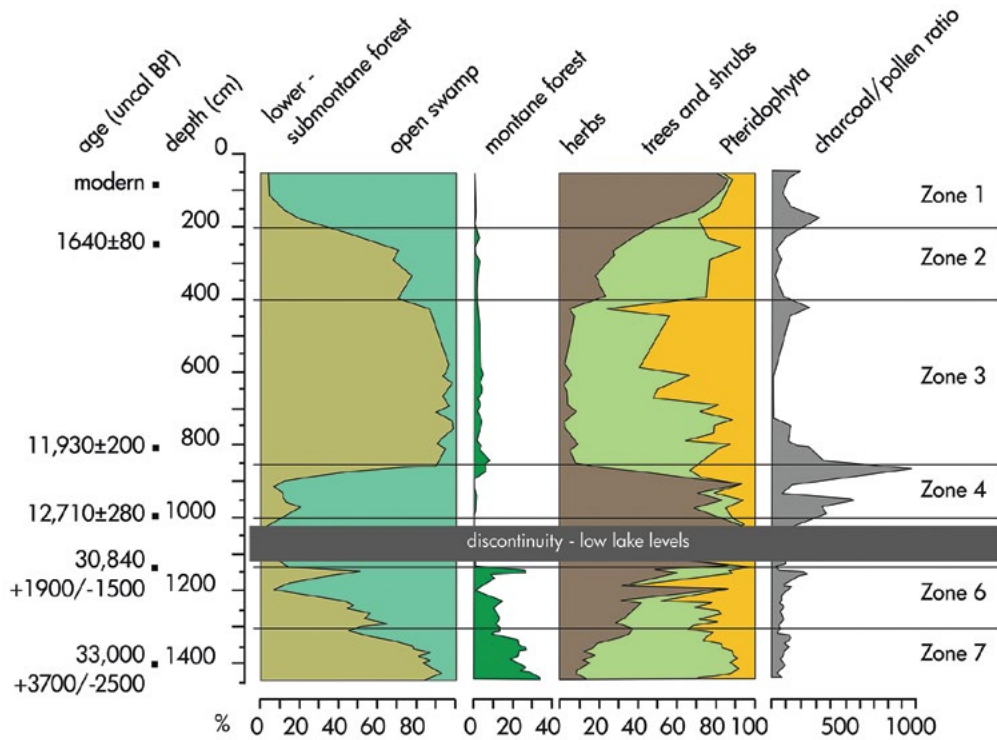 age (uncal BP)
depth (cm)
lower -
submontane forest
open swamp
montane forest
herbs
trees and shrubs
Pteridophyta
charcoal/pollen ratio
0
modern
Zone 1
200
1640±80
Zone 2
400
600
Zone 3
11,930±200
800
Zone 4
12,710±280
1000
discontinuity - low lake levels
30,840
+1900/-1500
1200
Zone 6
33,000
+3700/-2500
1400
Zone 7
% 0 20 40 60 80 0 20 40 20 40 60 80 100 500 1000